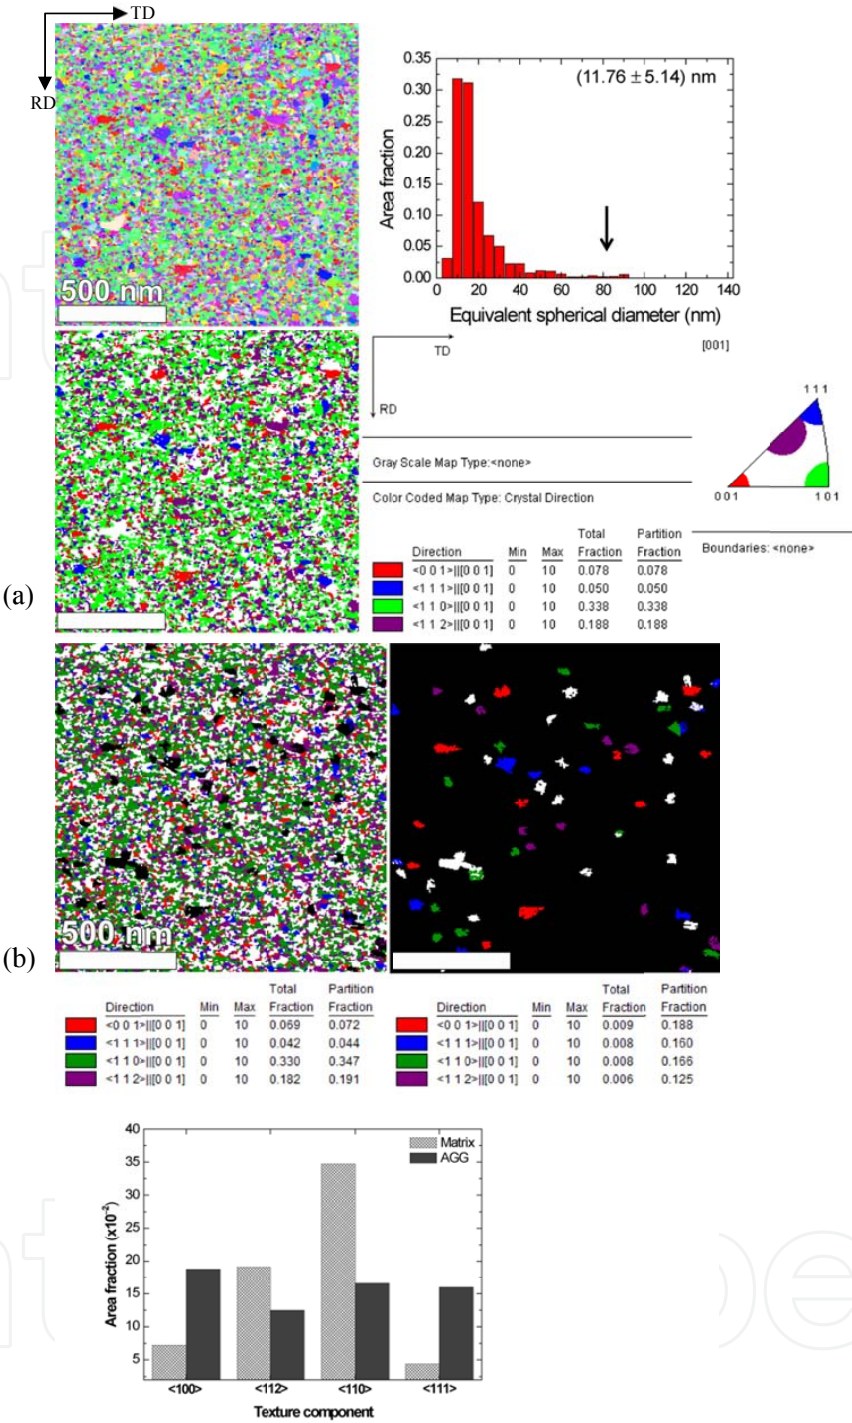 TD
RD
500 nm
(11.76 ± 5.14) nm
0.35
0.30
0.25
0.20
0.15
0.10
0.05
0.00
0 20 40 60 80 100 120 140
Area fraction
Equivalent spherical diameter (nm)
TD
[001]
RD
Gray Scale Map Type:<none>
Color Coded Map Type: Crystal Direction
1 1 1
0 0 1
1 0 1
Boundaries: <none>
Total Partition
Direction Min Max Fraction Fraction
<0 0 1>||[0 0 1] 0 10 0.078 0.078
<1 1 1>||[0 0 1] 0 10 0.050 0.050
<1 1 0>||[0 0 1] 0 10 0.338 0.338
<1 1 2>||[0 0 1] 0 10 0.188 0.188
(a)
500 nm
(b)
Total Partition
Direction Min Max Fraction Fraction
<0 0 1>||[0 0 1] 0 10 0.069 0.072
<1 1 1>||[0 0 1] 0 10 0.042 0.044
<1 1 0>||[0 0 1] 0 10 0.330 0.347
<1 1 2>||[0 0 1] 0 10 0.182 0.191
Total Partition
Direction Min Max Fraction Fraction
<0 0 1>||[0 0 1] 0 10 0.009 0.188
<1 1 1>||[0 0 1] 0 10 0.008 0.160
<1 1 0>||[0 0 1] 0 10 0.008 0.166
<1 1 2>||[0 0 1] 0 10 0.006 0.125
40
35
30
25
20
15
10
5
Area fraction (x10⁻²)
Matrix
AGG
<100> <112> <110> <111>
Texture component